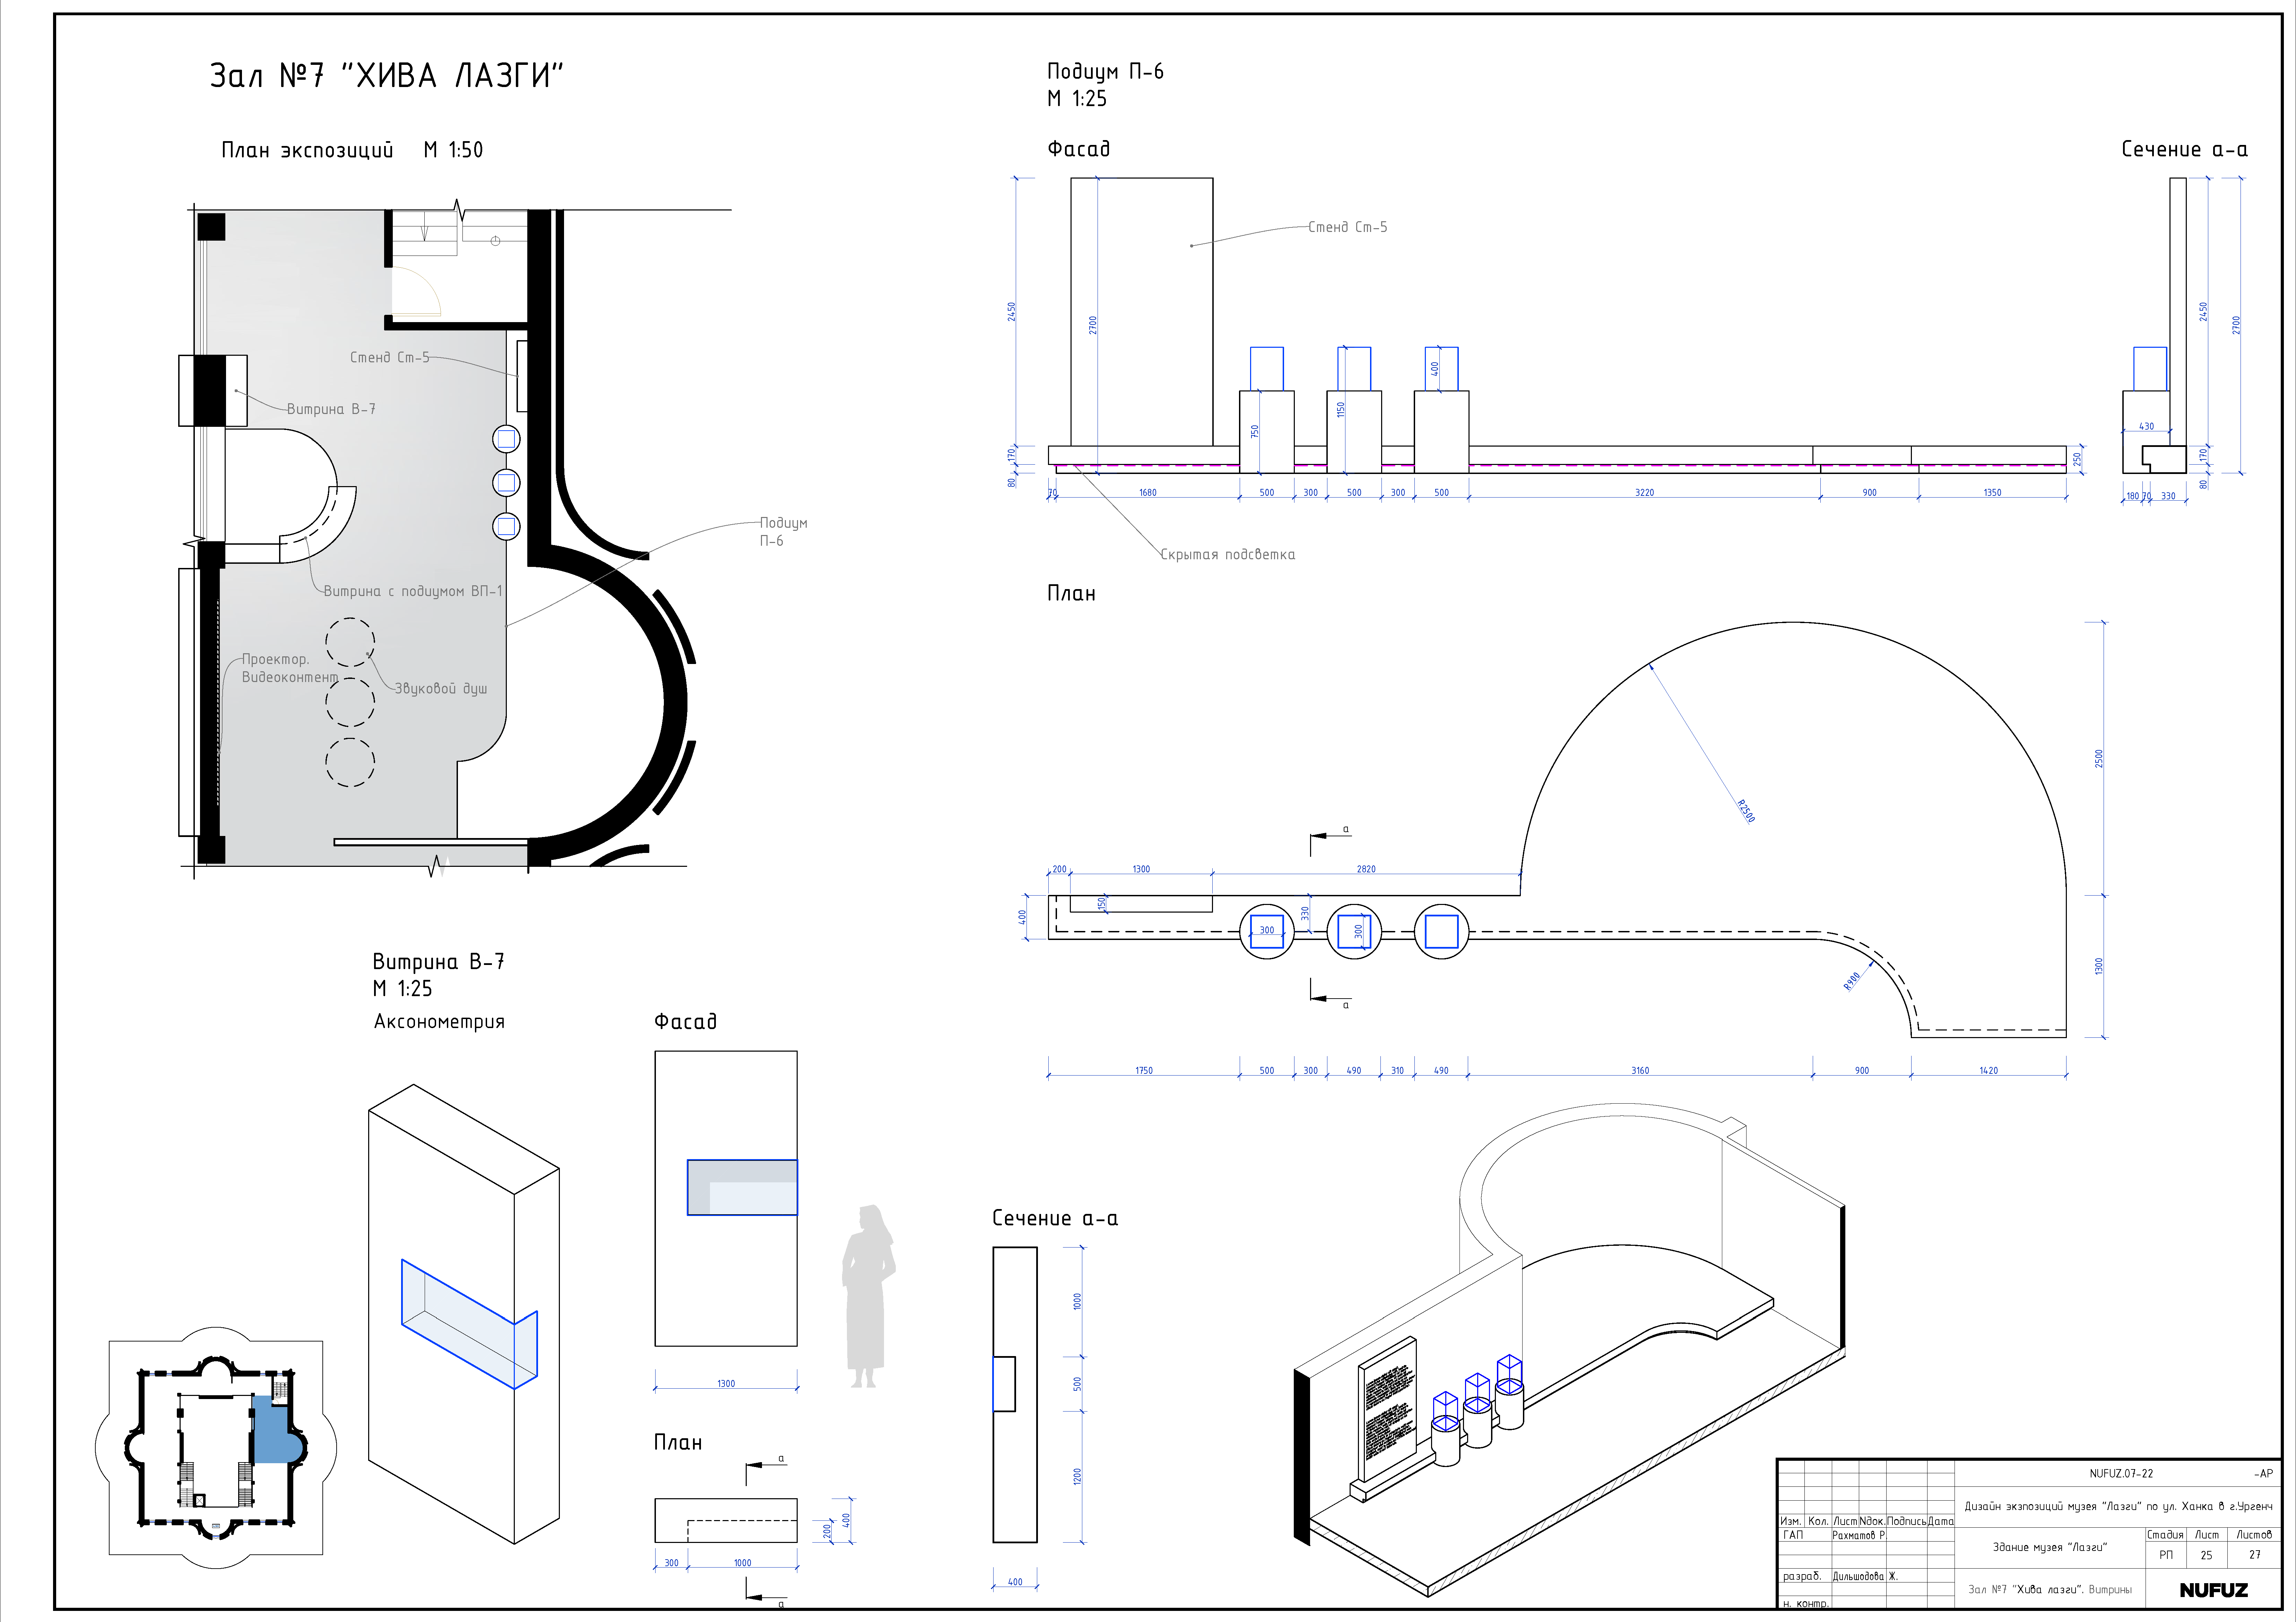 Зал №7 "ХИВА ЛАЗГИ"
План экспозиций М 1:50
Стенд Ст-5
Витрина В-7
Подиум
П-6
Витрина с подиумом ВП-1
Проектор.
Видеоконтент
Звуковой душ
Подиум П-6
М 1:25
Фасад
Сечение а-а
Стенд Ст-5
2450
2700
170
80
750
1150
400
250
70
1680
500
300
500
300
500
3220
900
1350
Скрытая подсветка
2450
2700
430
170
80
180
70
330
План
R2500
2500
1300
а
200
1300
2820
400
150
330
300
300
R900
а
1750
500
300
490
310
490
3160
900
1420
Витрина В-7
М 1:25
Аксонометрия
Фасад
1300
План
а
200
400
300
1000
а
Сечение а-а
1000
500
1200
400
NUFUZ.07-22 -АР
Дизайн экзпозиций музея "Лазги" по ул. Ханка в г.Ургенч
Изм. Кол. Лист Nдок. Подпись Дата
ГАП Рахматов Р.
Здание музея "Лазги"
Стадия Лист Листов
РП 25 27
разраб. Дильшодова Ж.
Зал №7 "Хива лазги". Витрины
NUFUZ
н. контр.